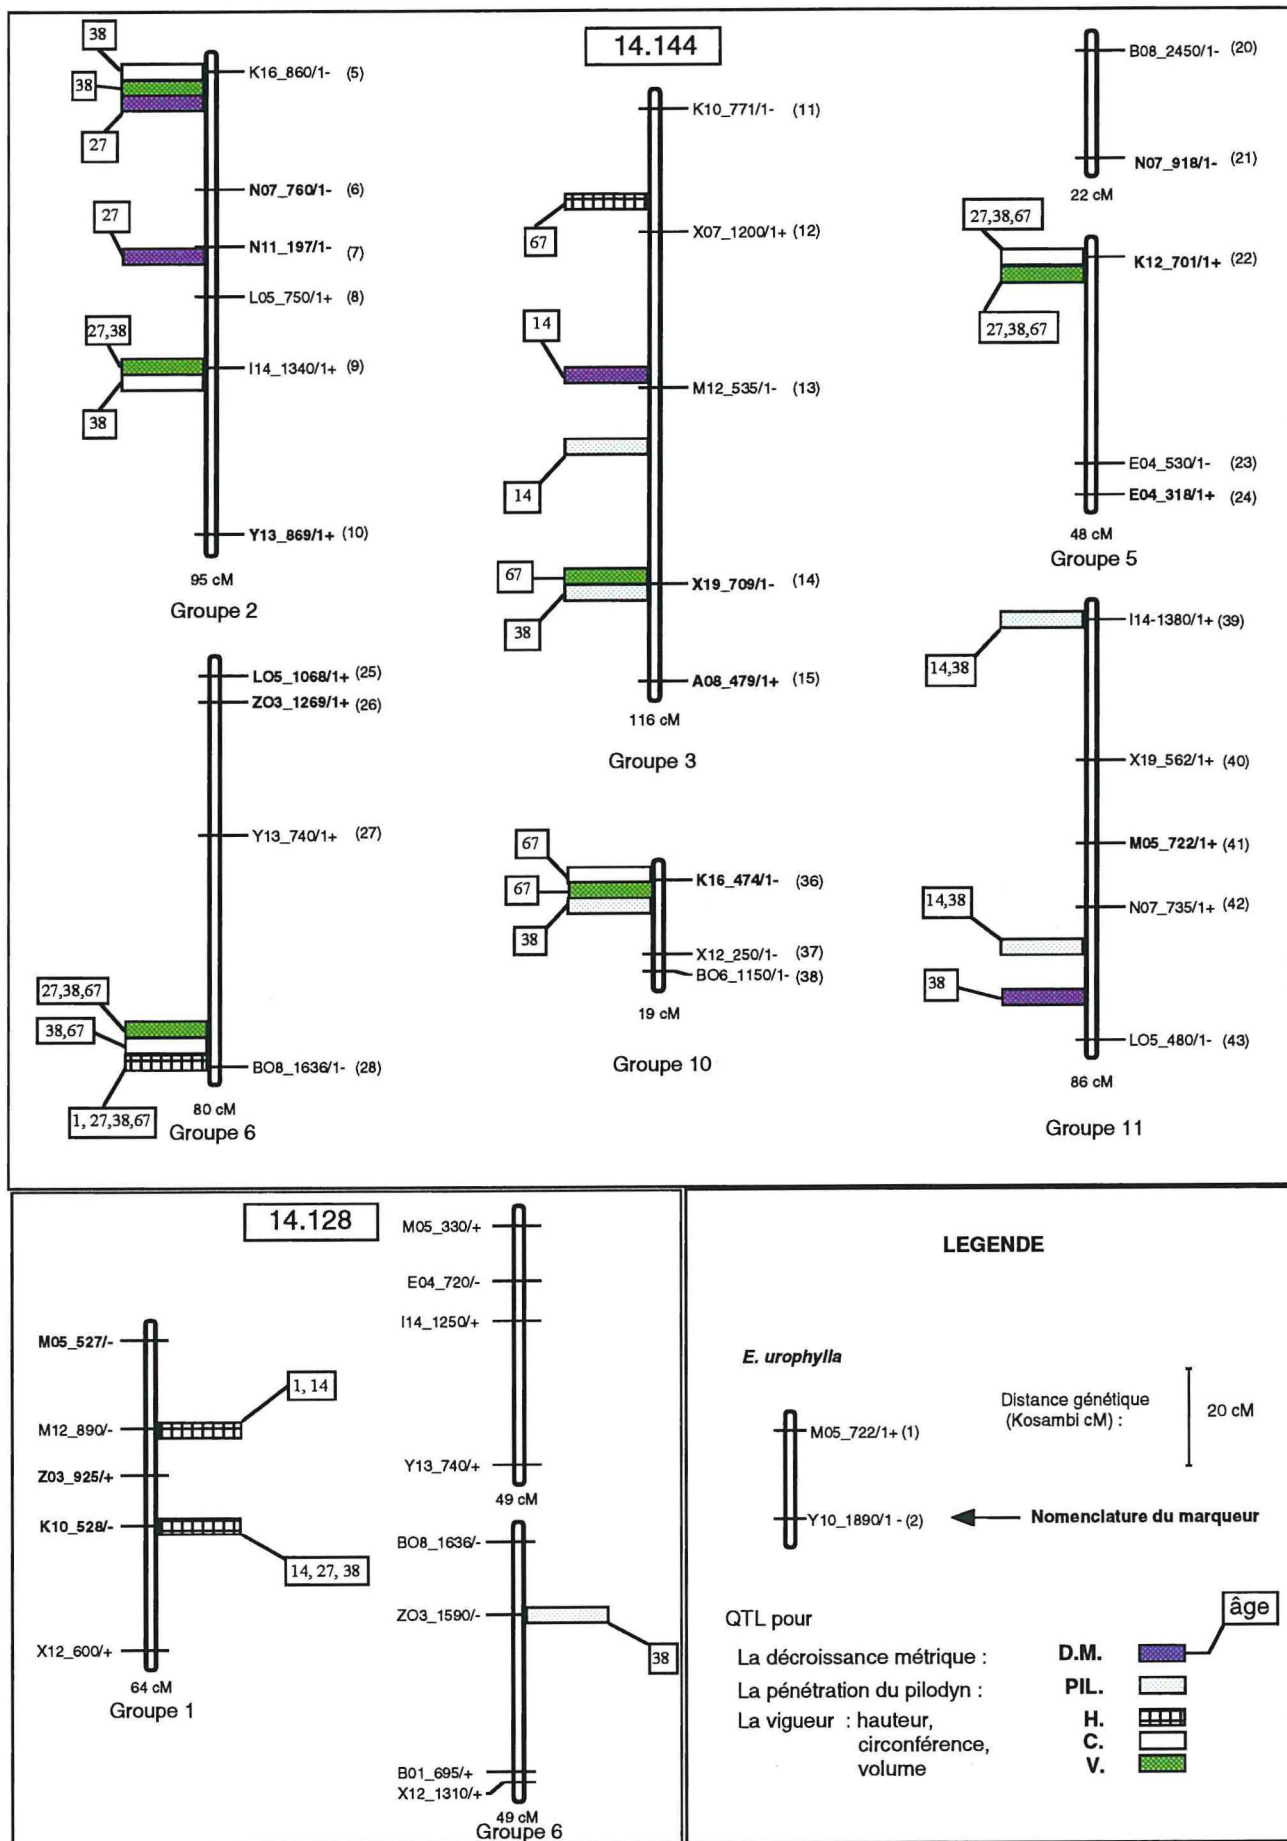 14.144
38
K16_860/1- (5)
38
27
N07_760/1- (6)
27
N11_197/1- (7)
L05_750/1+ (8)
27,38
I14_1340/1+ (9)
38
Y13_869/1+ (10)
95 cM
Groupe 2
K10_771/1- (11)
67
X07_1200/1+ (12)
14
M12_535/1- (13)
14
67
X19_709/1- (14)
38
A08_479/1+ (15)
116 cM
Groupe 3
B08_2450/1- (20)
N07_918/1- (21)
22 cM
27,38,67
K12_701/1+ (22)
27,38,67
E04_530/1- (23)
E04_318/1+ (24)
48 cM
Groupe 5
LO5_1068/1+ (25)
ZO3_1269/1+ (26)
Y13_740/1+ (27)
27,38,67
38,67
BO8_1636/1- (28)
1, 27,38,67
80 cM
Groupe 6
67
K16_474/1- (36)
67
38
X12_250/1- (37)
BO6_1150/1- (38)
19 cM
Groupe 10
I14-1380/1+ (39)
14,38
X19_562/1+ (40)
M05_722/1+ (41)
N07_735/1+ (42)
14,38
38
LO5_480/1- (43)
86 cM
Groupe 11
14.128
M05_527/-
1, 14
M12_890/-
Z03_925/+
K10_528/-
14, 27, 38
X12_600/+
64 cM
Groupe 1
M05_330/+
E04_720/-
I14_1250/+
Y13_740/+
49 cM
BO8_1636/-
ZO3_1590/-
38
B01_695/+
X12_1310/+
49 cM
Groupe 6
LEGENDE
E. urophylla
M05_722/1+ (1)
Y10_1890/1 - (2)
Distance génétique
(Kosambi cM) :
20 cM
Nomenclature du marqueur
âge
QTL pour
La décroissance métrique : D.M.
La pénétration du pilodyn : PIL.
La vigueur : hauteur, H.
circonférence, C.
volume V.